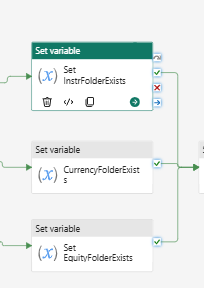 Set variable
(x)
Set
InstrFolderExists
Set variable
(x)
CurrencyFolderExist
s
Set variable
(x)
Set
EquityFolderExists
S